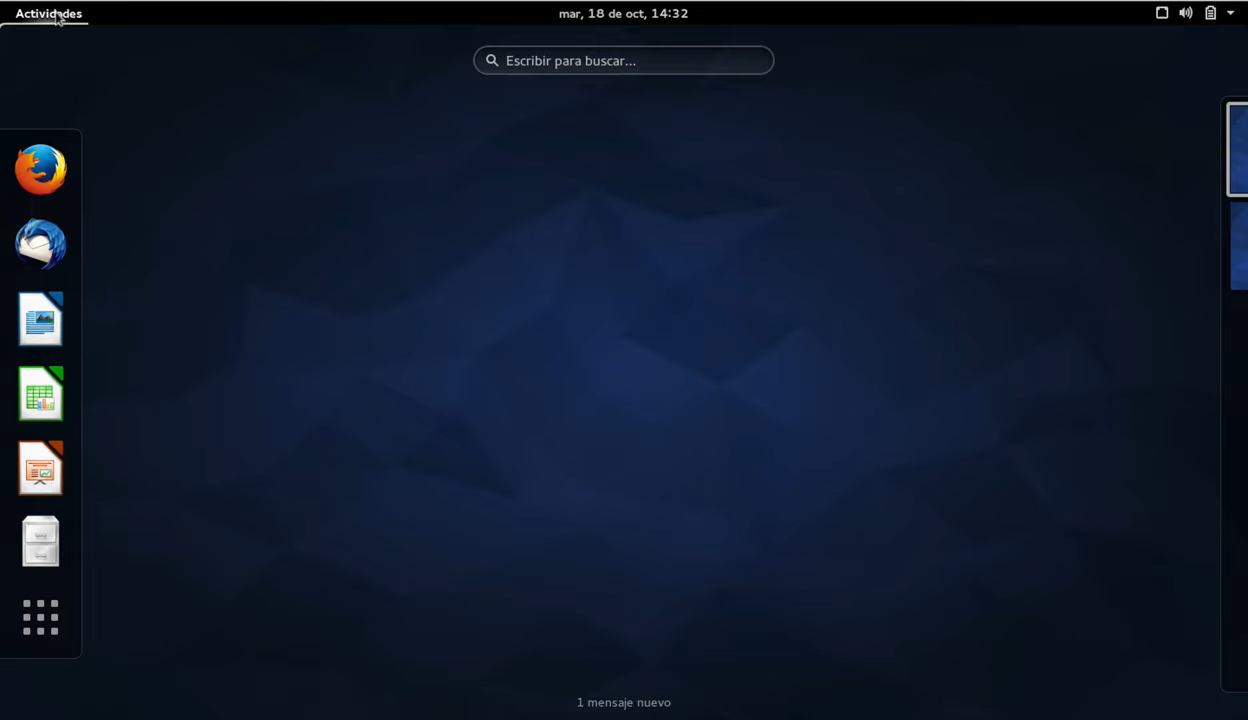 Actividades
mar, 18 de oct, 14:32
Escribir para buscar...
1 mensaje nuevo